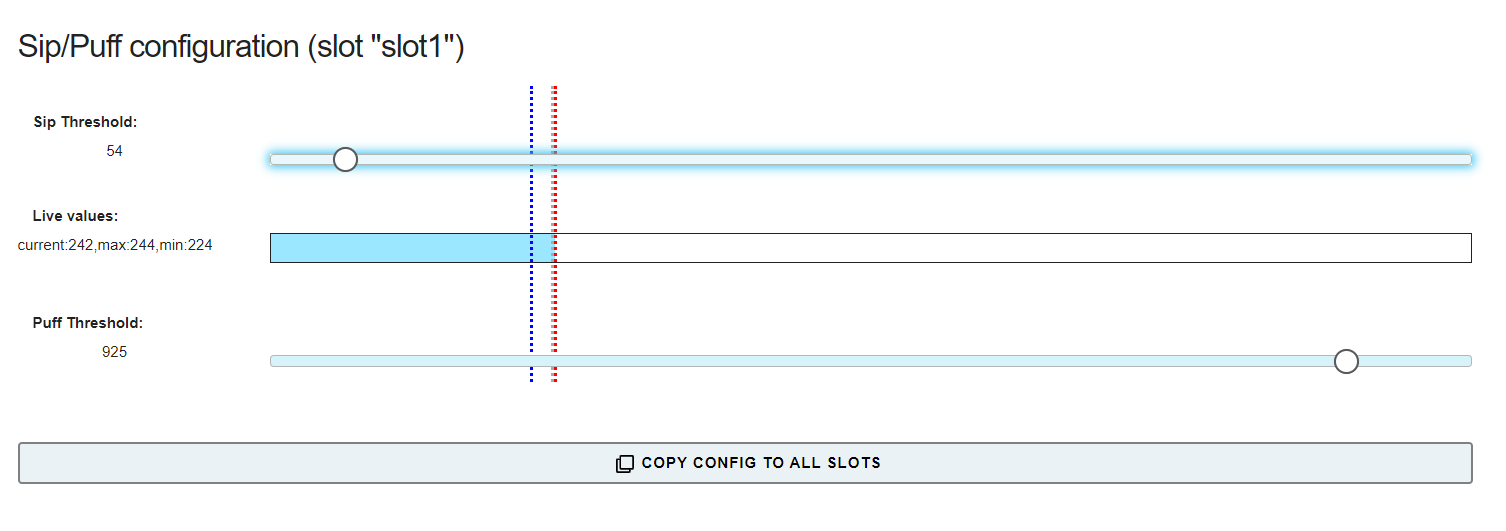 Sip/Puff configuration (slot "slot1")
Sip Threshold:
54
Live values:
current:242,max:244,min:224
Puff Threshold:
925
COPY CONFIG TO ALL SLOTS